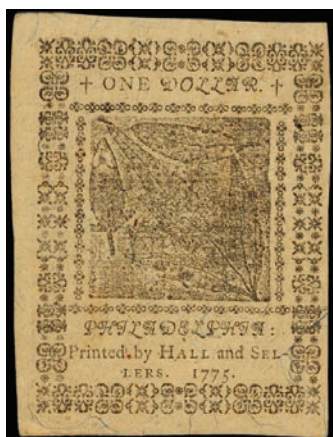 ONE DOLLAR.
PHILADELPHIA:
Printed by HALL and SEL-
LERS. 1775.